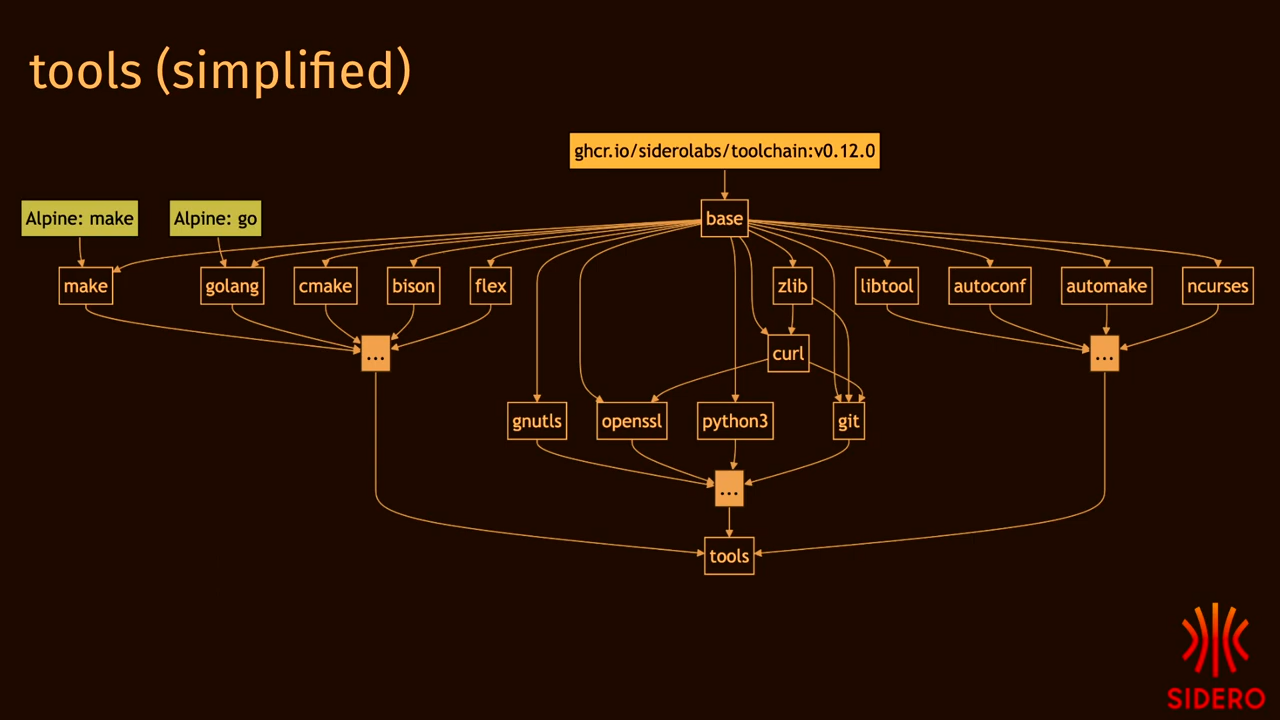 tools (simplified)
ghcr.io/siderolabs/toolchain:v0.12.0
Alpine: make
Alpine: go
base
make
golang
cmake
bison
flex
zlib
libtool
autoconf
automake
ncurses
...
curl
...
gnutls
openssl
python3
git
...
tools
SIDERO